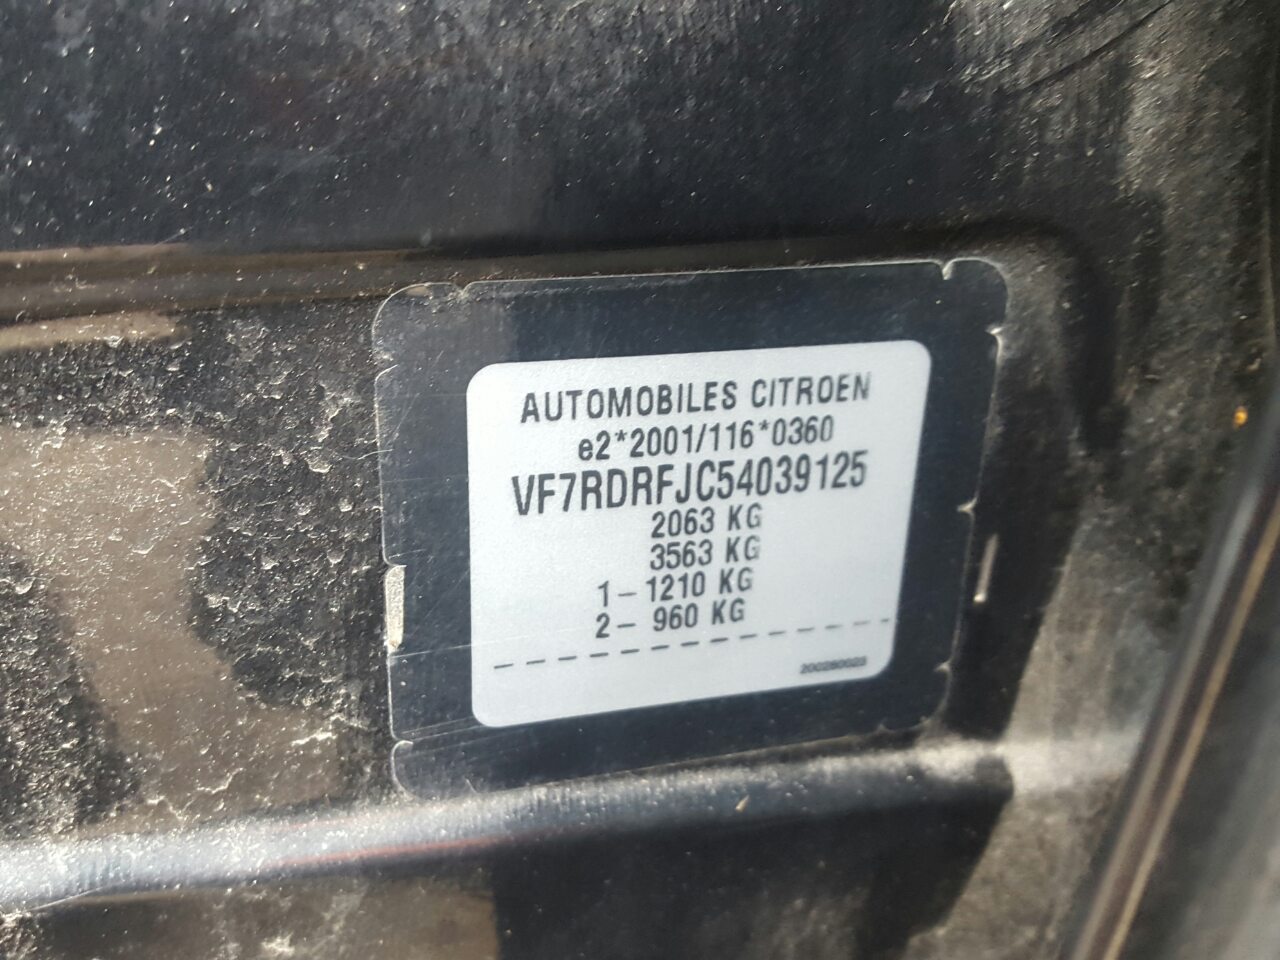 AUTOMOBILES CITROEN
e2*2001/116*0360
VF7RDRFJC54039125
2063 KG
3563 KG
1- 1210 KG
2- 960 KG